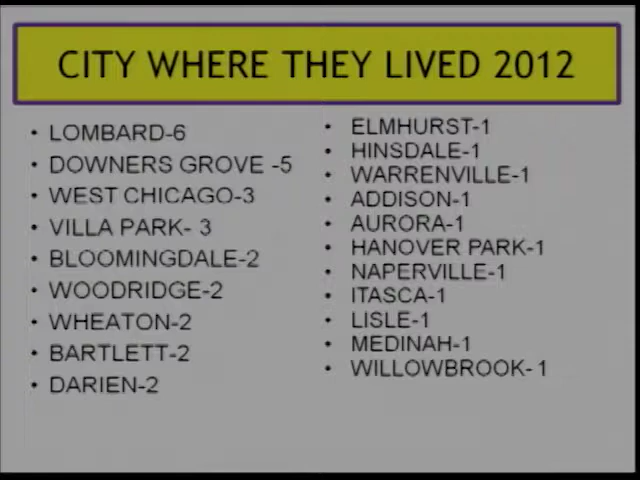 CITY WHERE THEY LIVED 2012
• LOMBARD-6
• DOWNERS GROVE -5
• WEST CHICAGO-3
• VILLA PARK- 3
• BLOOMINGDALE-2
• WOODRIDGE-2
• WHEATON-2
• BARTLETT-2
• DARIEN-2
• ELMHURST-1
• HINSDALE-1
• WARRENVILLE-1
• ADDISON-1
• AURORA-1
• HANOVER PARK-1
• NAPERVILLE-1
• ITASCA-1
• LISLE-1
• MEDINAH-1
• WILLOWBROOK- 1